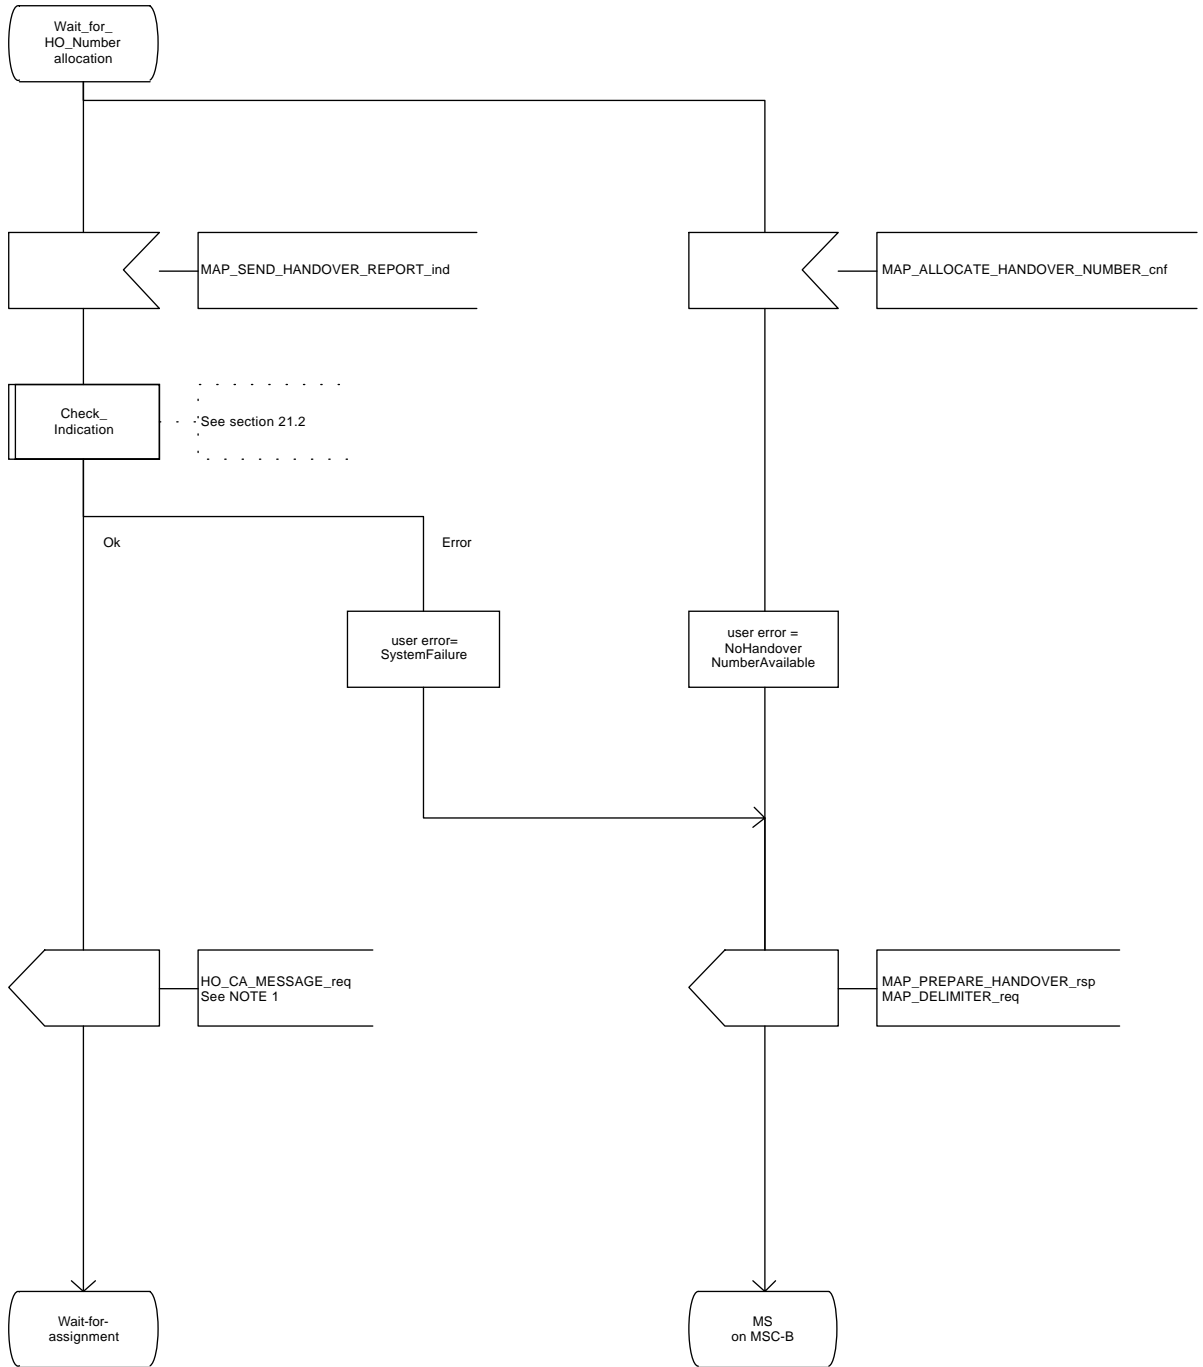 Wait_for_
HO_Number
allocation
MAP_SEND_HANDOVER_REPORT_ind
MAP_ALLOCATE_HANDOVER_NUMBER_cnf
Check_
Indication
See section 21.2
Ok
Error
user error=
SystemFailure
user error =
NoHandover
NumberAvailable
HO_CA_MESSAGE_req
See NOTE 1
MAP_PREPARE_HANDOVER_rsp
MAP_DELIMITER_req
Wait-for-
assignment
MS
on MSC-B